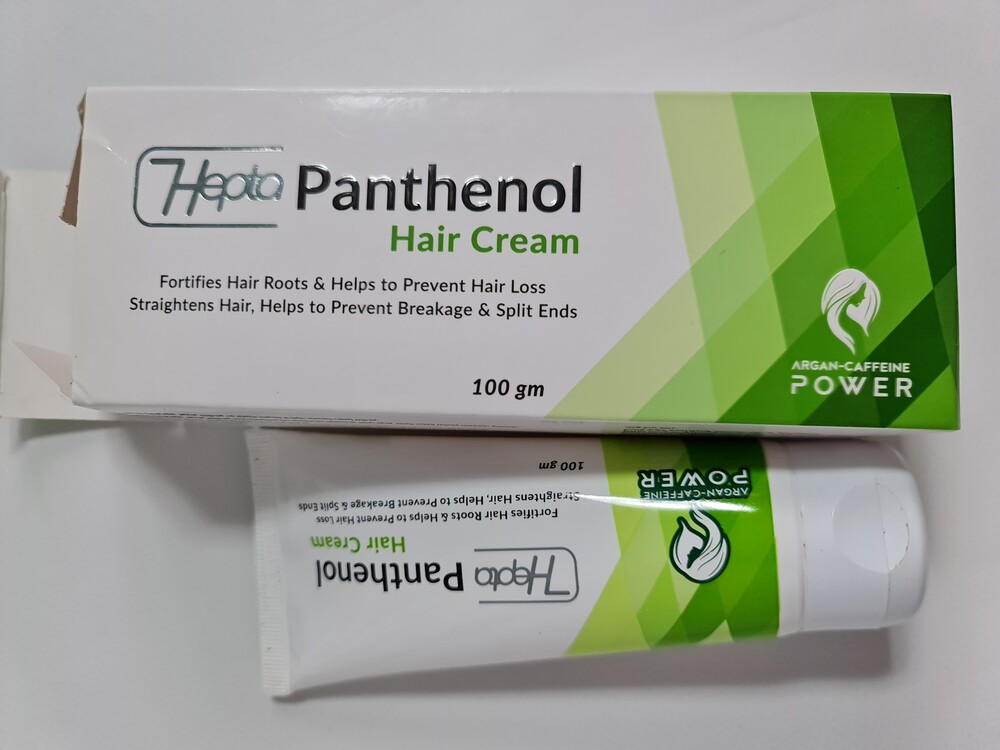 7Hepta Panthenol
Hair Cream
Fortifies Hair Roots & Helps to Prevent Hair Loss
Straightens Hair, Helps to Prevent Breakage & Split Ends
100 gm
ARGAN-CAFFEINE
POWER
7Hepta Panthenol
Hair Cream
Fortifies Hair Roots & Helps to Prevent Hair Loss
Straightens Hair, Helps to Prevent Breakage & Split Ends
100 gm
ARGAN-CAFFEINE
POWER